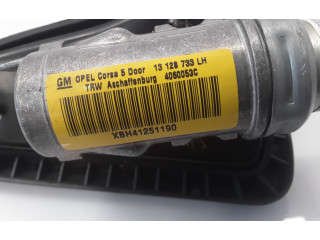 GM OPEL Corsa 5 Door 13 128 733 LH
TRW Aschaffenburg 4060053C
XBH41251190